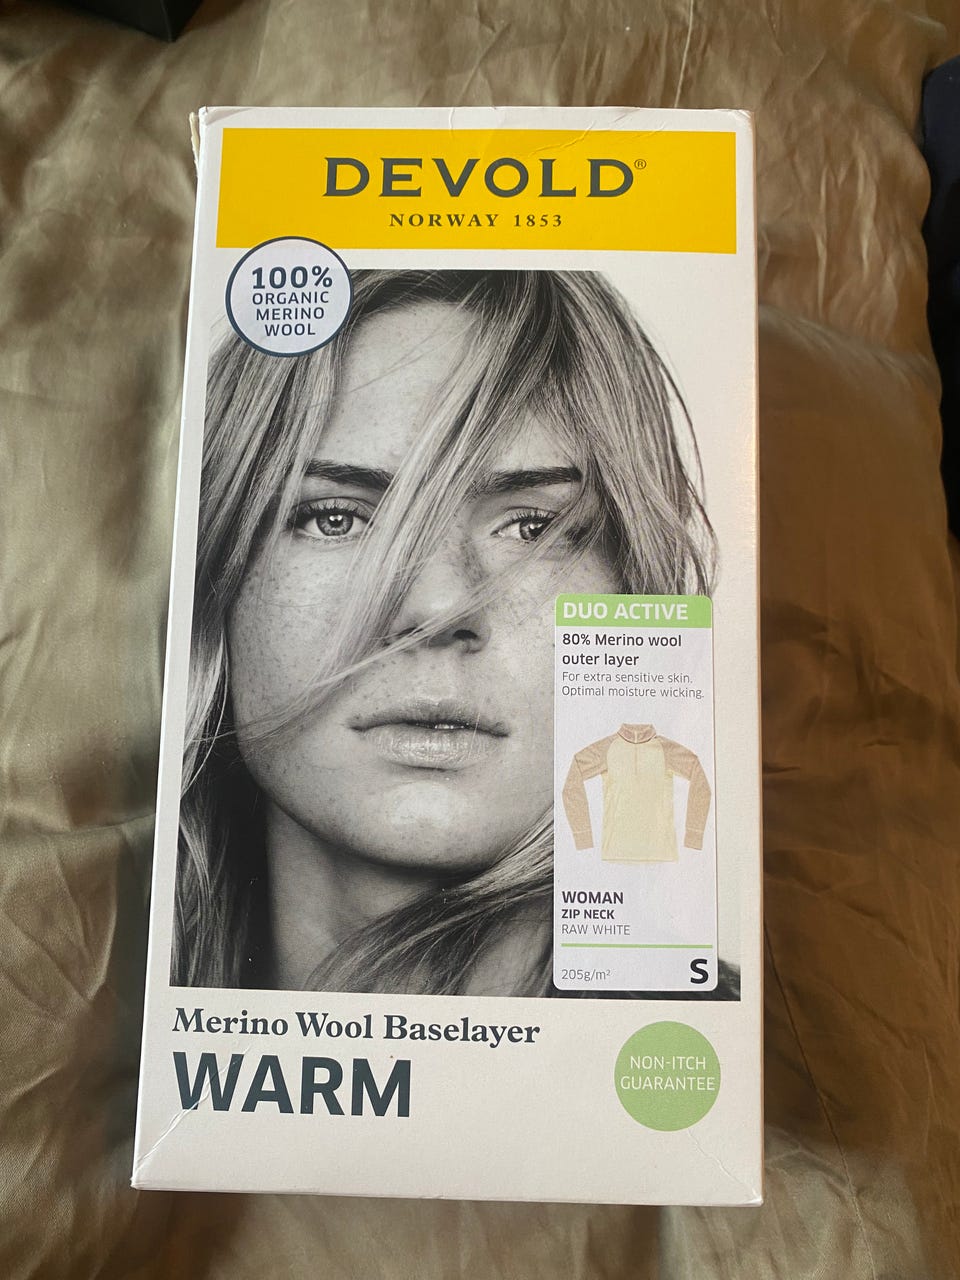 DEVOLD®
NORWAY 1853
100%
ORGANIC
MERINO
WOOL
DUO ACTIVE
80% Merino wool
outer layer
For extra sensitive skin.
Optimal moisture wicking.
WOMAN
ZIP NECK
RAW WHITE
205g/m² S
Merino Wool Baselayer
WARM
NON-ITCH
GUARANTEE